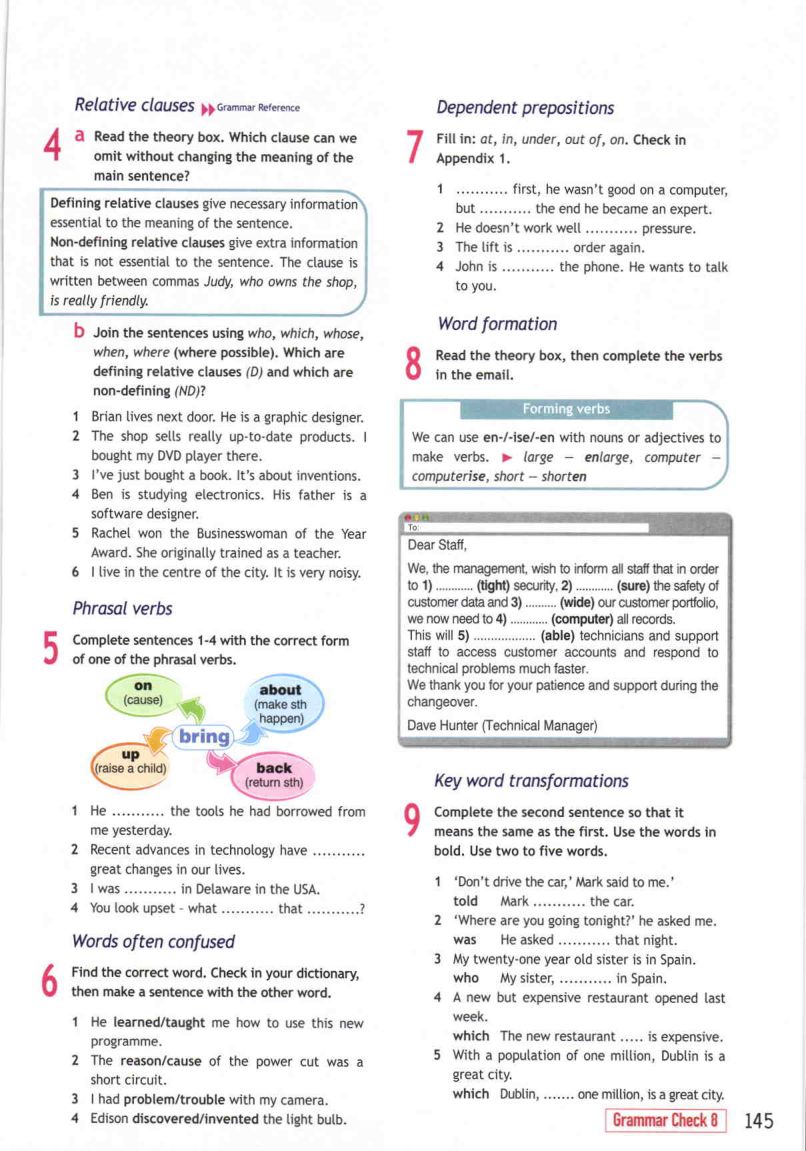 Relative clauses Grammar Reference
4 a Read the theory box. Which clause can we
omit without changing the meaning of the
main sentence?
Defining relative clauses give necessary information
essential to the meaning of the sentence.
Non-defining relative clauses give extra information
that is not essential to the sentence. The clause is
written between commas Judy, who owns the shop,
is really friendly.
b Join the sentences using who, which, whose,
when, where (where possible). Which are
defining relative clauses (D) and which are
non-defining (ND)?
1 Brian lives next door. He is a graphic designer.
2 The shop sells really up-to-date products. I
bought my DVD player there.
3 I've just bought a book. It's about inventions.
4 Ben is studying electronics. His father is a
software designer.
5 Rachel won the Businesswoman of the Year
Award. She originally trained as a teacher.
6 I live in the centre of the city. It is very noisy.
Phrasal verbs
5 Complete sentences 1-4 with the correct form
of one of the phrasal verbs.
on
(cause)
about
(make sth
happen)
bring
up
(raise a child)
back
(return sth)
1 He ........... the tools he had borrowed from
me yesterday.
2 Recent advances in technology have ...........
great changes in our lives.
3 I was ........... in Delaware in the USA.
4 You look upset - what ........... that ...........?
Words often confused
6 Find the correct word. Check in your dictionary,
then make a sentence with the other word.
1 He learned/taught me how to use this new
programme.
2 The reason/cause of the power cut was a
short circuit.
3 I had problem/trouble with my camera.
4 Edison discovered/invented the light bulb.
Dependent prepositions
7 Fill in: at, in, under, out of, on. Check in
Appendix 1.
1 ........... first, he wasn't good on a computer,
but ........... the end he became an expert.
2 He doesn't work well ........... pressure.
3 The lift is ........... order again.
4 John is ........... the phone. He wants to talk
to you.
Word formation
8 Read the theory box, then complete the verbs
in the email.
Forming verbs
We can use en-/-ise/-en with nouns or adjectives to
make verbs. ► large – enlarge, computer –
computerise, short – shorten
To:
Dear Staff,
We, the management, wish to inform all staff that in order
to 1) ............ (tight) security, 2) ............ (sure) the safety of
customer data and 3) .......... (wide) our customer portfolio,
we now need to 4) ............ (computer) all records.
This will 5) ................... (able) technicians and support
staff to access customer accounts and respond to
technical problems much faster.
We thank you for your patience and support during the
changeover.
Dave Hunter (Technical Manager)
Key word transformations
9 Complete the second sentence so that it
means the same as the first. Use the words in
bold. Use two to five words.
1 'Don't drive the car,' Mark said to me.'
told Mark ........... the car.
2 'Where are you going tonight?' he asked me.
was He asked ........... that night.
3 My twenty-one year old sister is in Spain.
who My sister, ........... in Spain.
4 A new but expensive restaurant opened last
week.
which The new restaurant ..... is expensive.
5 With a population of one million, Dublin is a
great city.
which Dublin, ....... one million, is a great city.
Grammar Check 8 145